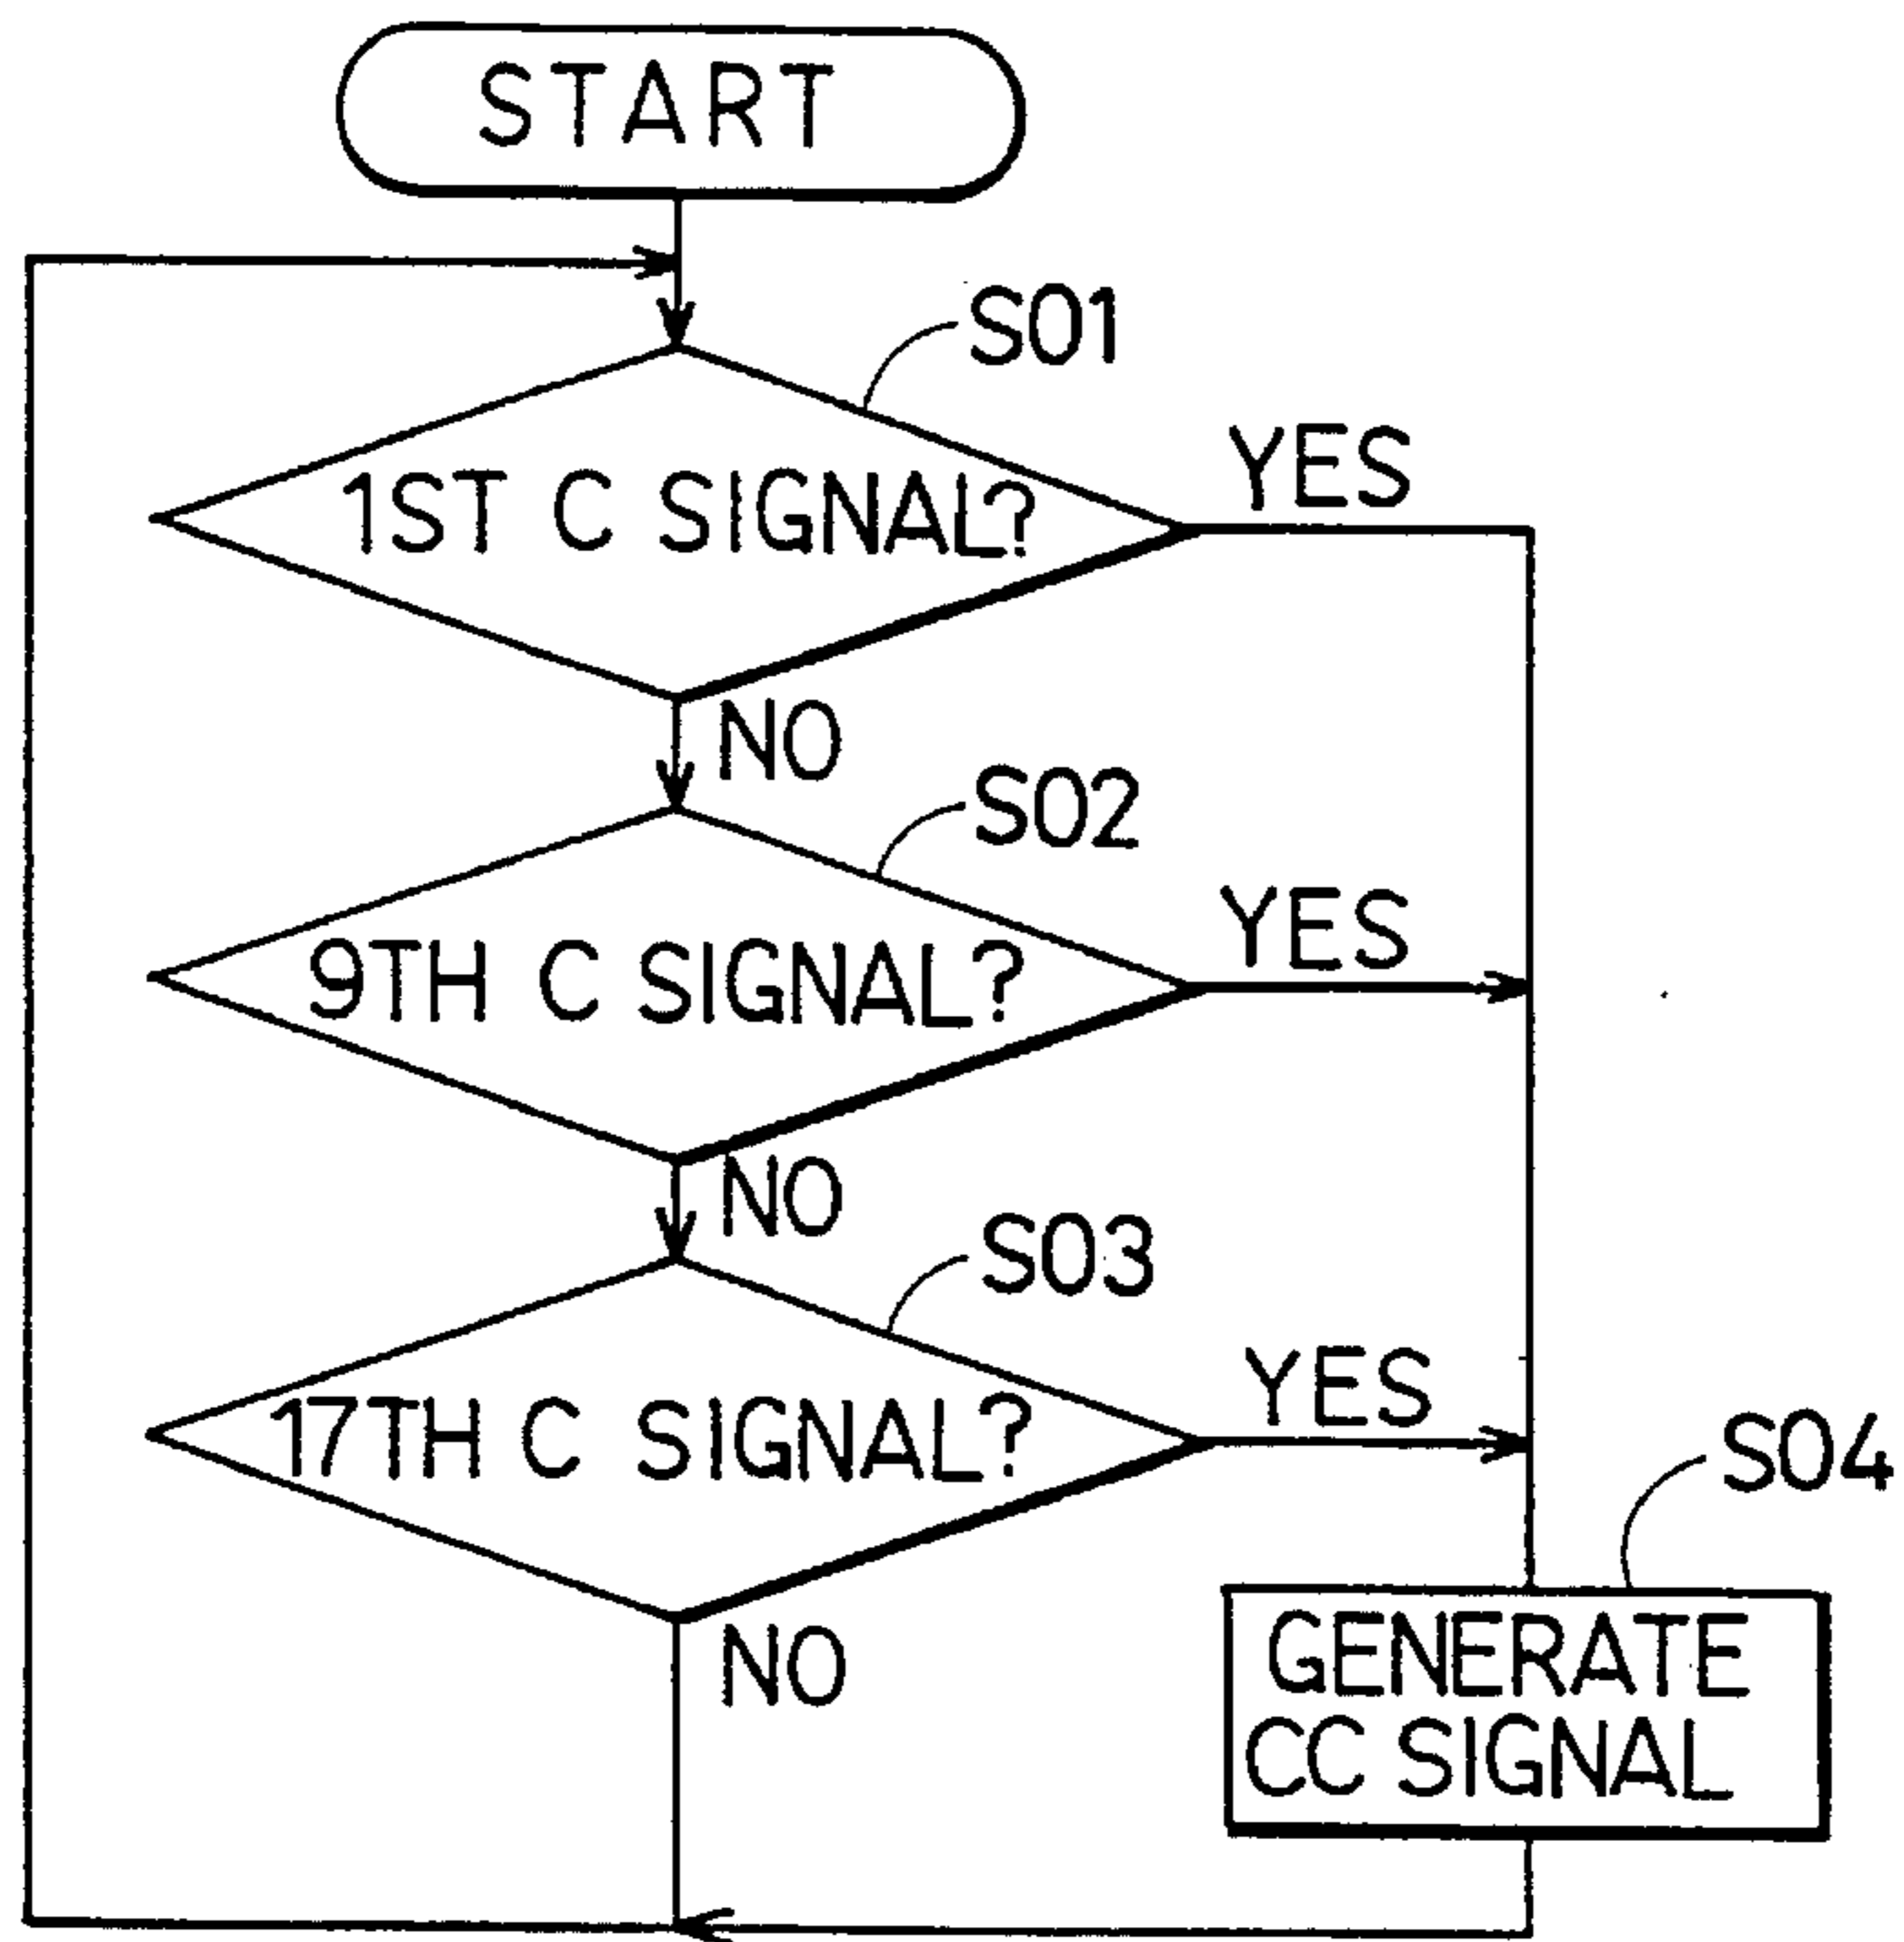 START
S01
1ST C SIGNAL?
YES
NO
S02
9TH C SIGNAL?
YES
NO
S03
17TH C SIGNAL?
YES
NO
S04
GENERATE
CC SIGNAL